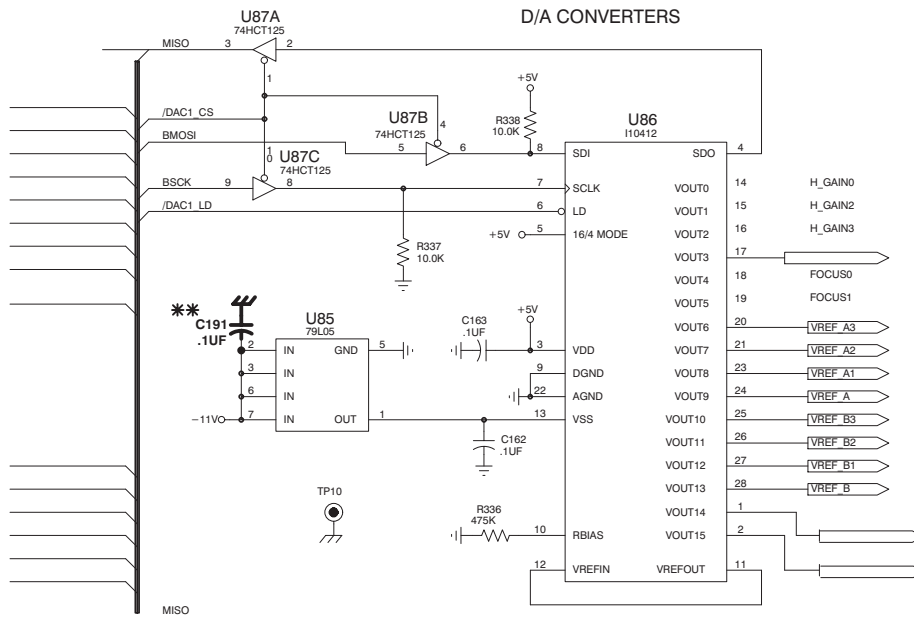 D/A CONVERTERS
U87A
74HCT125
MISO 3 2
1
/DAC1_CS
BMOSI
U87B
74HCT125
4
5 6
+5V
R338
10.0K
U86
I10412
8 SDI SDO 4
10
U87C
74HCT125
BSCK 9 8
7 SCLK VOUT0 14 H_GAIN0
/DAC1_LD 6 LD VOUT1 15 H_GAIN2
+5V 5 16/4 MODE VOUT2 16 H_GAIN3
R337
10.0K
VOUT3 17
VOUT4 18 FOCUS0
VOUT5 19 FOCUS1
** C191
.1UF
U85
79L05
2 IN GND 5
3 IN
6 IN
−11V 7 IN OUT 1
C163
.1UF
+5V
VOUT6 20 VREF_A3
3 VDD VOUT7 21 VREF_A2
9 DGND VOUT8 23 VREF_A1
22 AGND VOUT9 24 VREF_A
13 VSS VOUT10 25 VREF_B3
C162
.1UF
VOUT11 26 VREF_B2
VOUT12 27 VREF_B1
VOUT13 28 VREF_B
TP10
R336
475K
VOUT14 1
10 RBIAS VOUT15 2
12 VREFIN VREFOUT 11
MISO